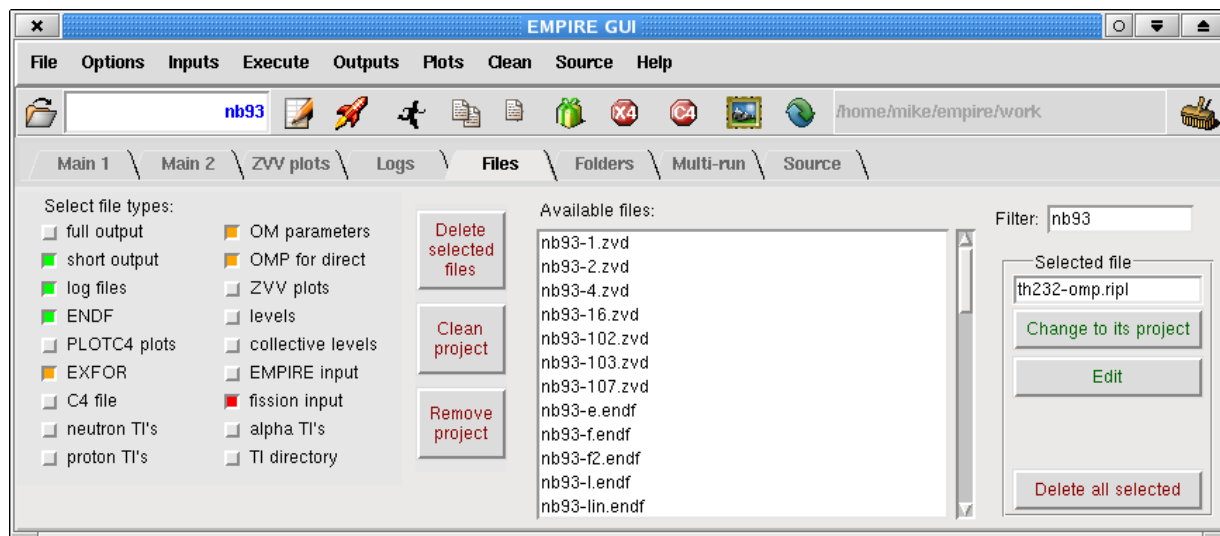 EMPIRE GUI
File Options Inputs Execute Outputs Plots Clean Source Help
nb93 X4 C4 /home/mike/empire/work
Main 1 Main 2 ZVV plots Logs Files Folders Multi-run Source
Select file types:
full output OM parameters
short output OMP for direct
log files ZVV plots
ENDF levels
PLOTC4 plots collective levels
EXFOR EMPIRE input
C4 file fission input
neutron Tl's alpha Tl's
proton Tl's Tl directory
Delete
selected
files
Clean
project
Remove
project
Available files:
nb93-1.zvd
nb93-2.zvd
nb93-4.zvd
nb93-16.zvd
nb93-102.zvd
nb93-103.zvd
nb93-107.zvd
nb93-e.endf
nb93-f.endf
nb93-f2.endf
nb93-l.endf
nb93-lin.endf
Filter: nb93
Selected file
th232-omp.ripl
Change to its project
Edit
Delete all selected